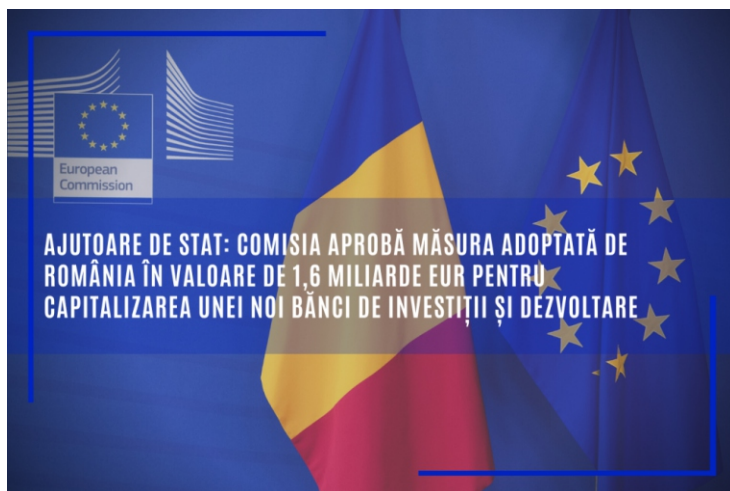 European
Commission
AJUTOARE DE STAT: COMISIA APROBĂ MĂSURA ADOPTATĂ DE
ROMÂNIA ÎN VALOARE DE 1,6 MILIARDE EUR PENTRU
CAPITALIZAREA UNEI NOI BĂNCI DE INVESTIȚII ȘI DEZVOLTARE